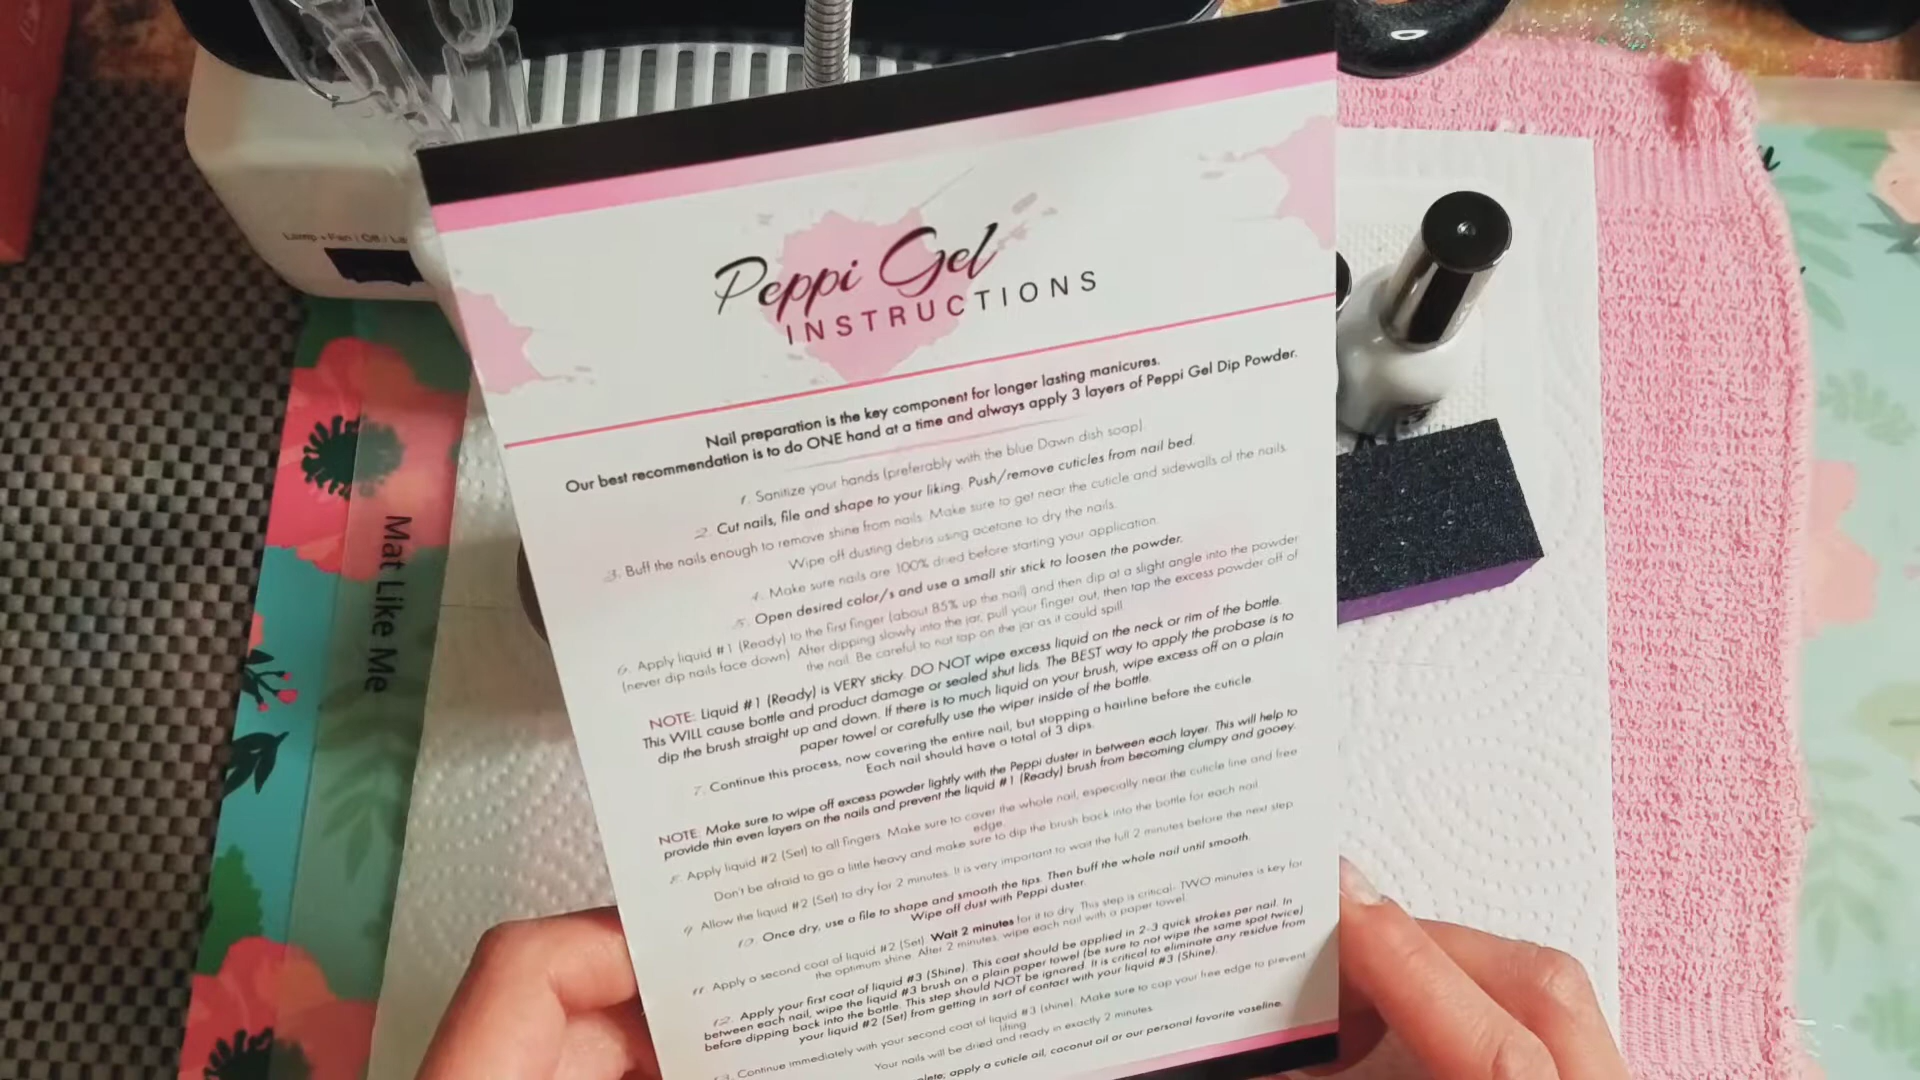 Lamp + Fan | Off / La
Peppi Gel
INSTRUCTIONS
Nail preparation is the key component for longer lasting manicures.
Our best recommendation is to do ONE hand at a time and always apply 3 layers of Peppi Gel Dip Powder.
1. Sanitize your hands (preferably with the blue Dawn dish soap).
2. Cut nails, file and shape to your liking. Push/remove cuticles from nail bed.
3. Buff the nails enough to remove shine from nails. Make sure to get near the cuticle and sidewalls of the nails.
Wipe off dusting debris using acetone to dry the nails.
4. Make sure nails are 100% dried before starting your application.
5. Open desired color/s and use a small stir stick to loosen the powder.
6. Apply liquid #1 (Ready) to the first finger (about 85% up the nail) and then dip at a slight angle into the powder
(never dip nails face down). After dipping slowly into the jar, pull your finger out, then tap the excess powder off of
the nail. Be careful to not tap on the jar as it could spill.
NOTE: Liquid #1 (Ready) is VERY sticky. DO NOT wipe excess liquid on the neck or rim of the bottle.
This WILL cause bottle and product damage or sealed shut lids. The BEST way to apply the probase is to
dip the brush straight up and down. If there is to much liquid on your brush, wipe excess off on a plain
paper towel or carefully use the wiper inside of the bottle.
7. Continue this process, now covering the entire nail, but stopping a hairline before the cuticle.
Each nail should have a total of 3 dips.
NOTE: Make sure to wipe off excess powder lightly with the Peppi duster in between each layer. This will help to
provide thin even layers on the nails and prevent the liquid #1 (Ready) brush from becoming clumpy and gooey.
8. Apply liquid #2 (Set) to all fingers. Make sure to cover the whole nail, especially near the cuticle line and free
edge.
Don't be afraid to go a little heavy and make sure to dip the brush back into the bottle for each nail.
9. Allow the liquid #2 (Set) to dry for 2 minutes. It is very important to wait the full 2 minutes before the next step.
10. Once dry, use a file to shape and smooth the tips. Then buff the whole nail until smooth.
Wipe off dust with Peppi duster.
11. Apply a second coat of liquid #2 (Set). Wait 2 minutes for it to dry. This step is critical- TWO minutes is key for
the optimum shine. After 2 minutes, wipe each nail with a paper towel.
12. Apply your first coat of liquid #3 (Shine). This coat should be applied in 2-3 quick strokes per nail. In
between each nail, wipe the liquid #3 brush on a plain paper towel (be sure to not wipe the same spot twice)
before dipping back into the bottle. This step should NOT be ignored. It is critical to eliminate any residue from
your liquid #2 (Set) from getting in sort of contact with your liquid #3 (Shine).
13. Continue immediately with your second coat of liquid #3 (shine). Make sure to cap your free edge to prevent
lifting.
Your nails will be dried and ready in exactly 2 minutes.
apply a cuticle oil, coconut oil or our personal favorite vaseline.
Mat Like Me